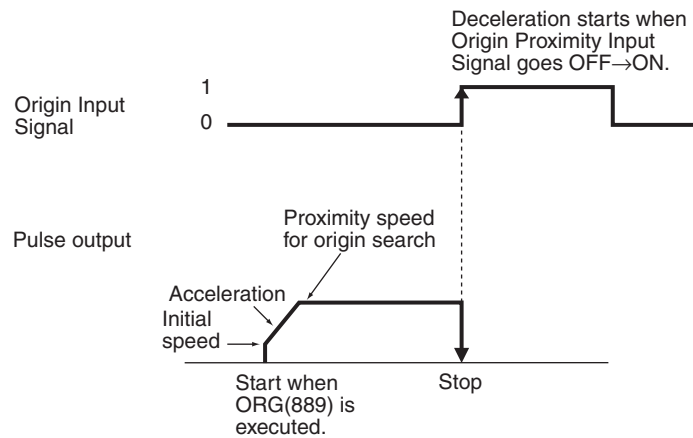 Deceleration starts when
Origin Proximity Input
Signal goes OFF→ON.
Origin Input
Signal
1
0
Pulse output
Proximity speed
for origin search
Acceleration
Initial
speed
Start when
ORG(889) is
executed.
Stop